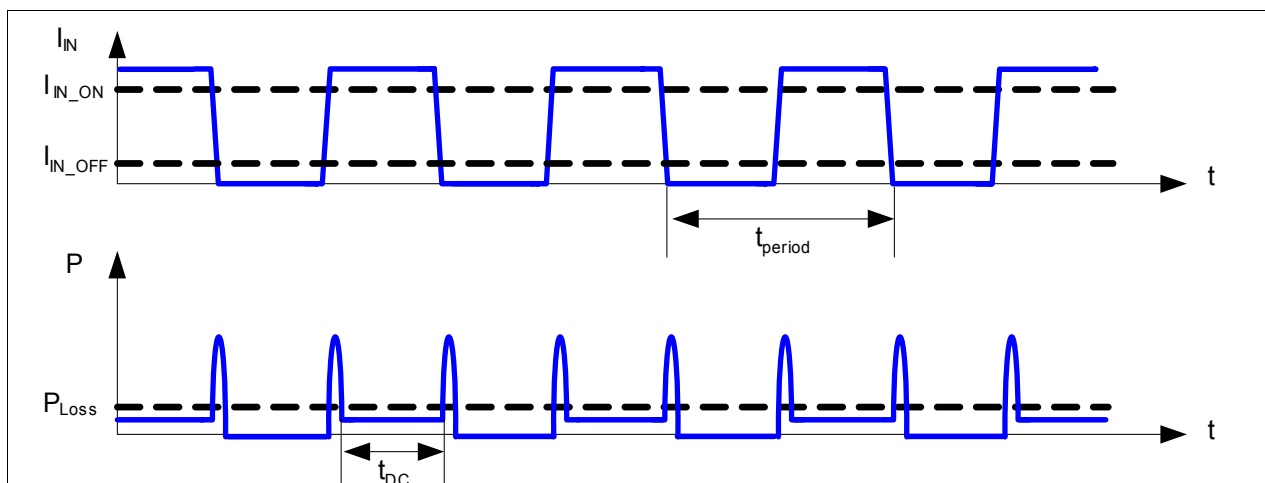 I_IN
I_IN_ON
I_IN_OFF
t
t_period
P
P_Loss
t
t_DC